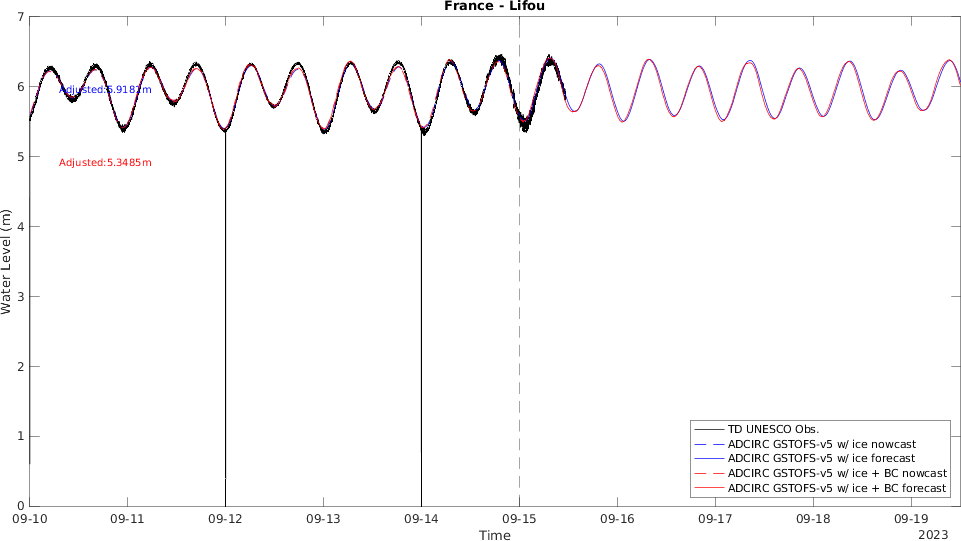 France - Lifou
7
6
5
4
3
2
1
0
Water Level (m)
Adjusted:5.9181m
Adjusted:5.3485m
TD UNESCO Obs.
ADCIRC GSTOFS-v5 w/ ice nowcast
ADCIRC GSTOFS-v5 w/ ice forecast
ADCIRC GSTOFS-v5 w/ ice + BC nowcast
ADCIRC GSTOFS-v5 w/ ice + BC forecast
09-10 09-11 09-12 09-13 09-14 09-15 09-16 09-17 09-18 09-19
Time
2023